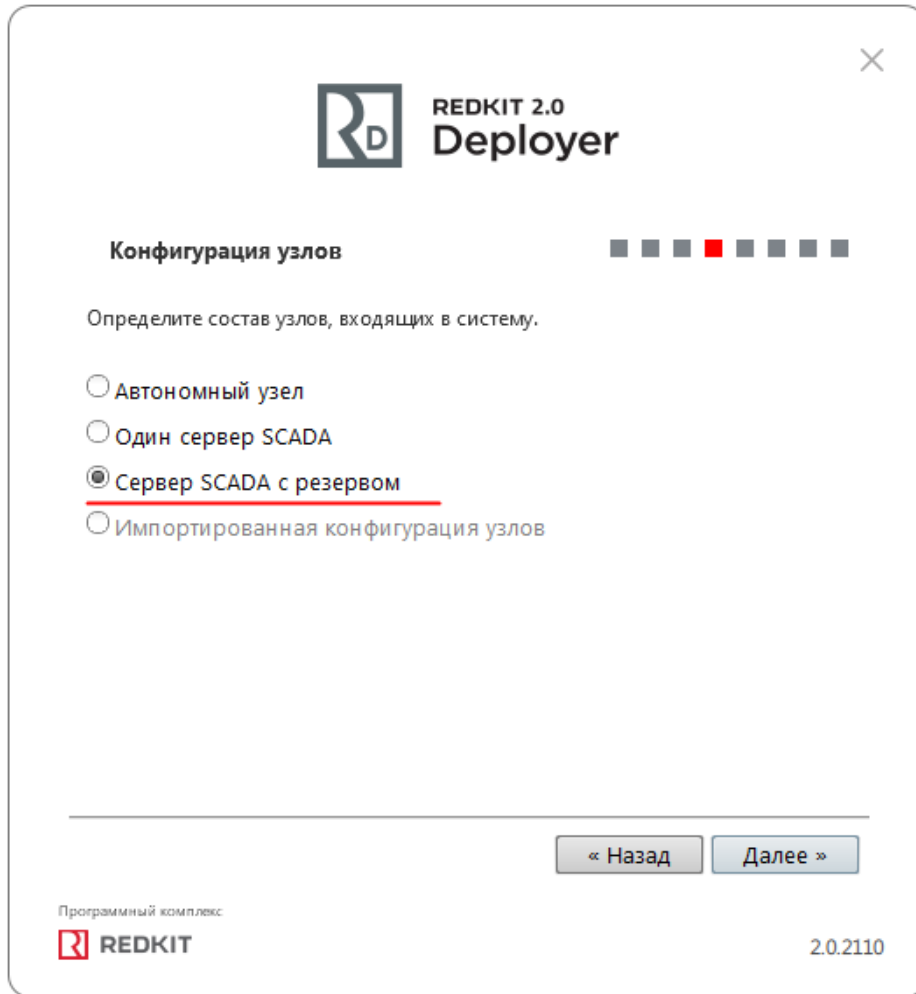 REDKIT 2.0
Deployer
Конфигурация узлов
Определите состав узлов, входящих в систему.
Автономный узел
Один сервер SCADA
Сервер SCADA с резервом
Импортированная конфигурация узлов
« Назад
Далее »
Программный комплекс
REDKIT
2.0.2110